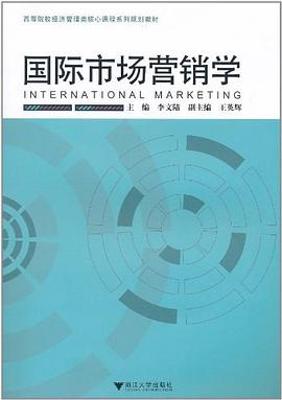 高等院校经济管理类核心课程系列规划教材
国际市场营销学
INTERNATIONAL MARKETING
主 编 李文陆 副主编 王英辉
浙江大学出版社